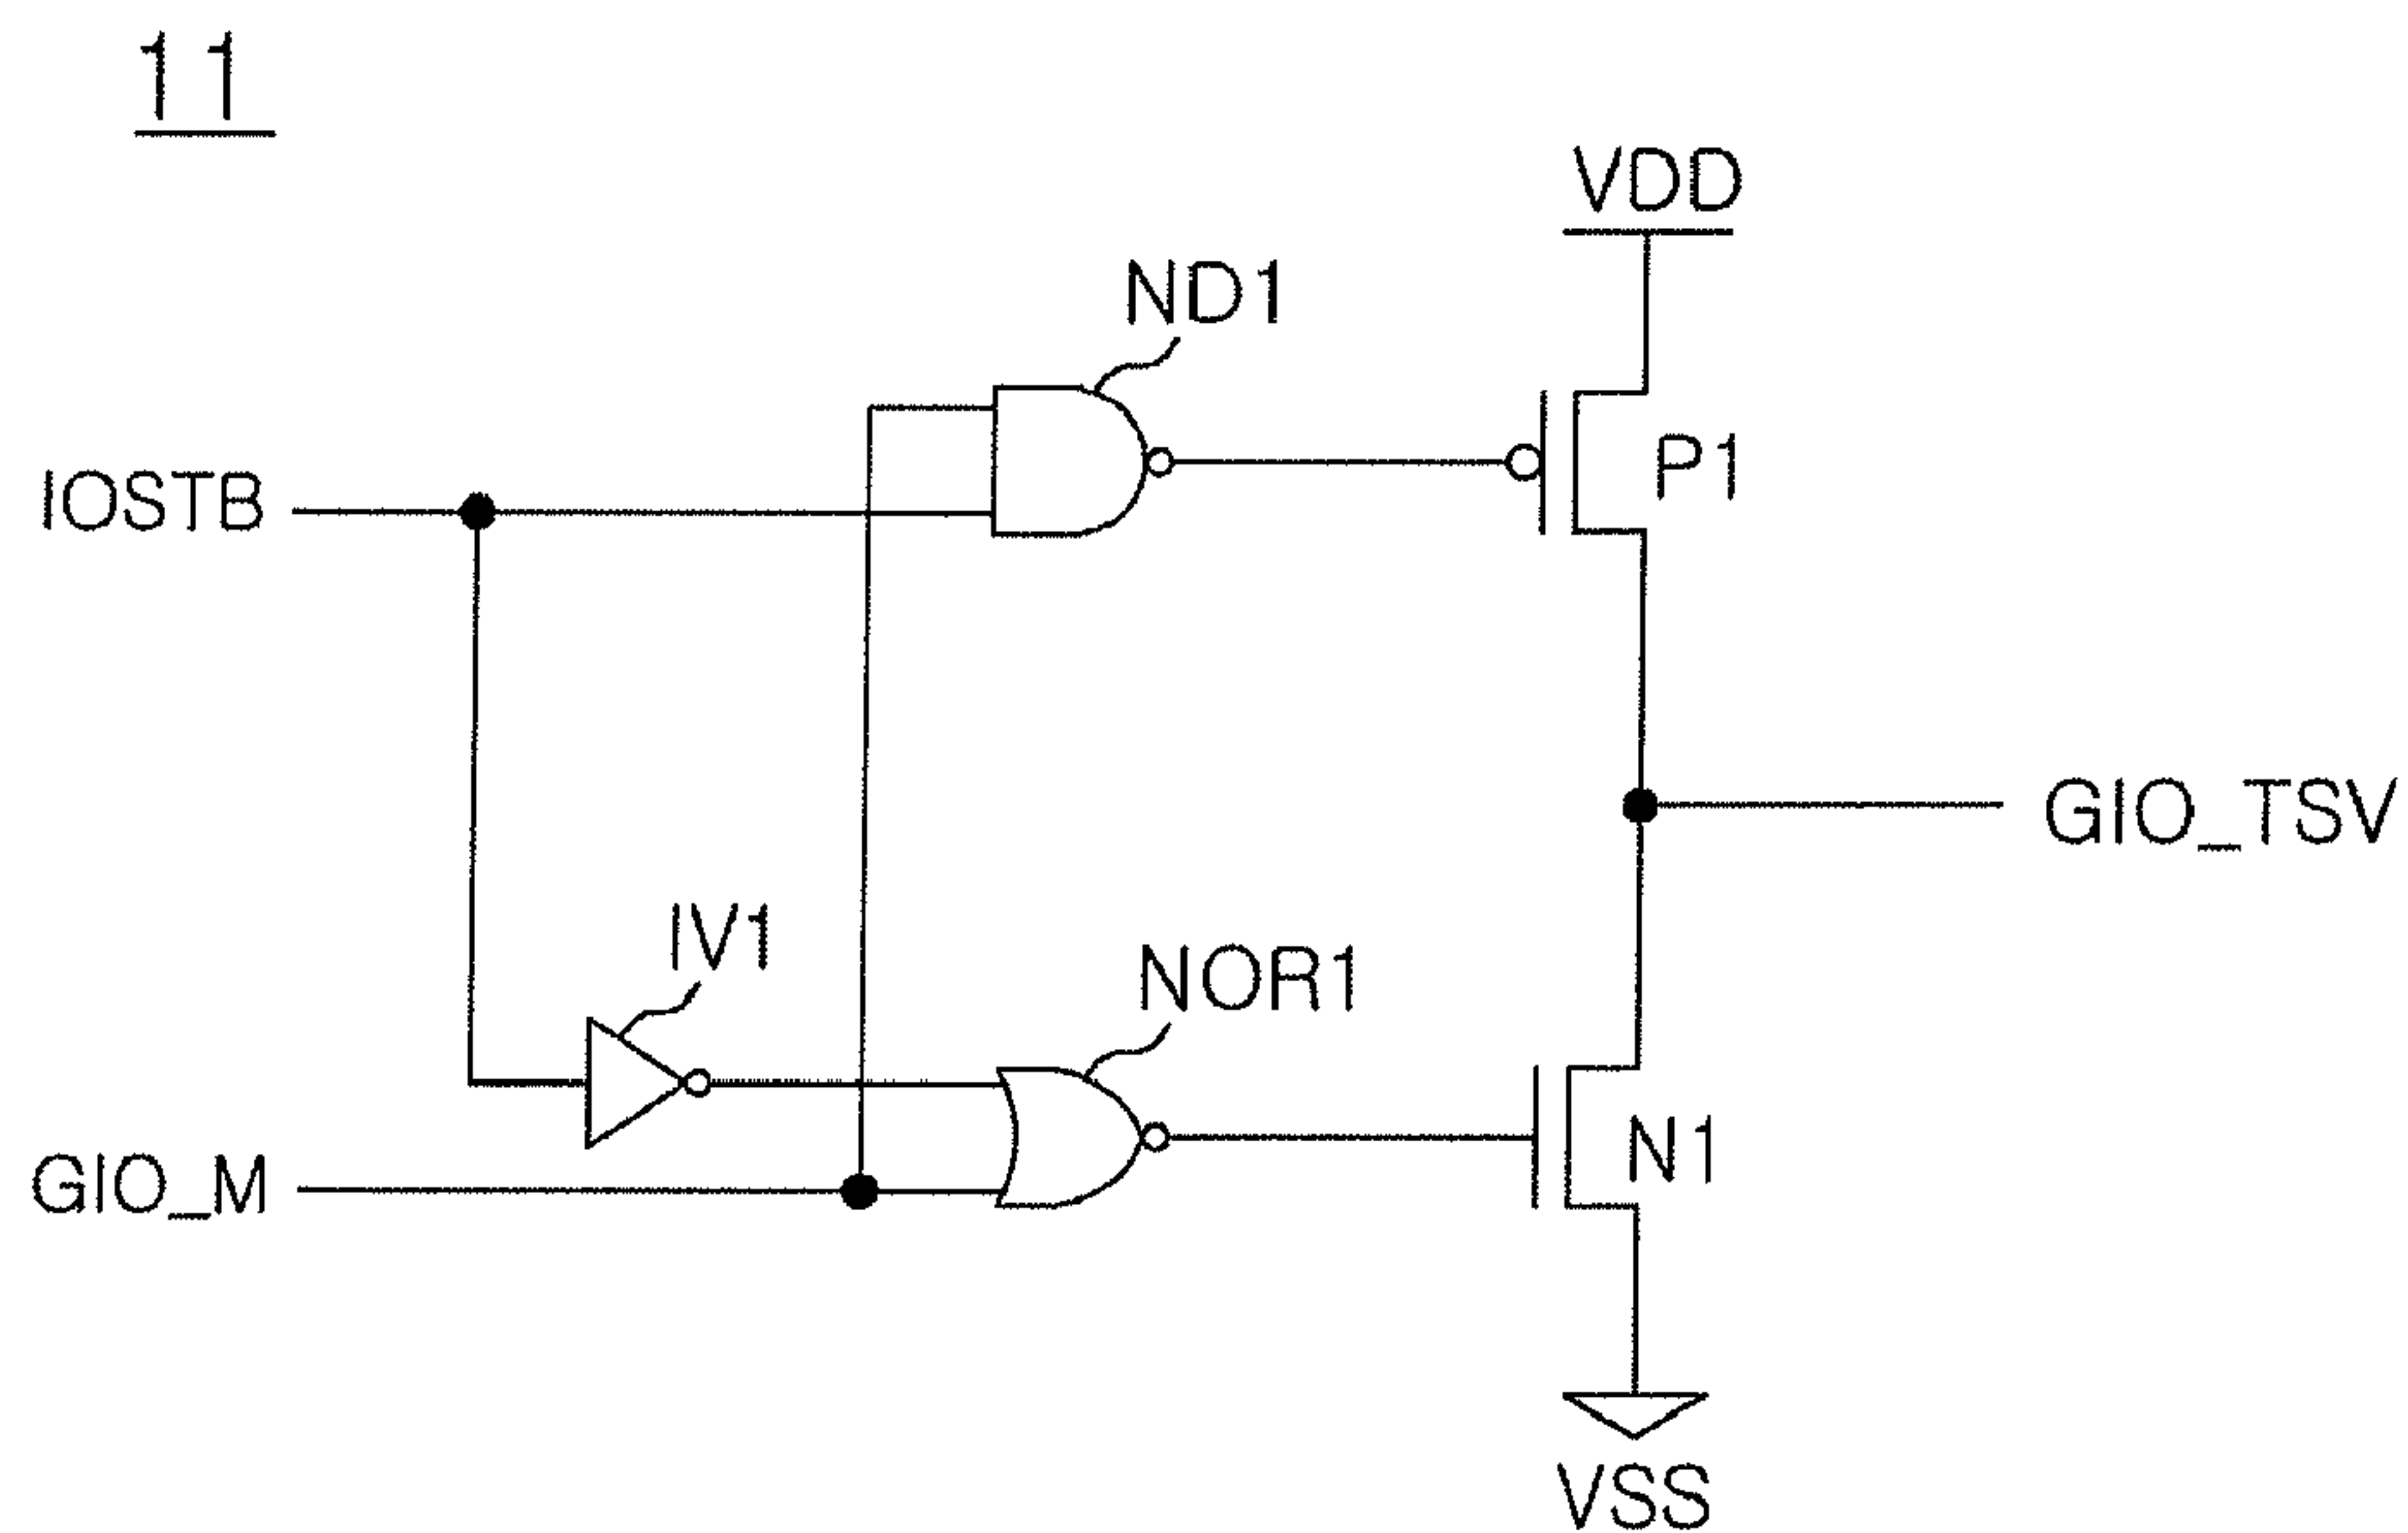 11
VDD
ND1
IOSTB
P1
GIO_TSV
IV1
NOR1
GIO_M
N1
VSS